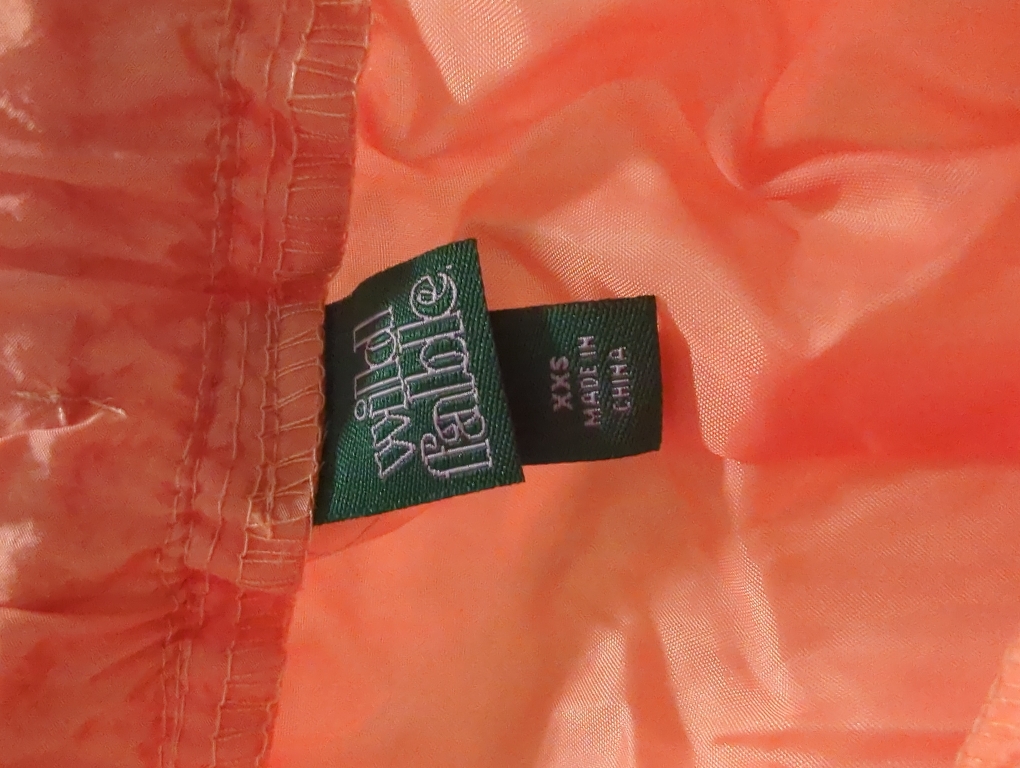 wild
fable.
XXS
MADE IN
CHINA